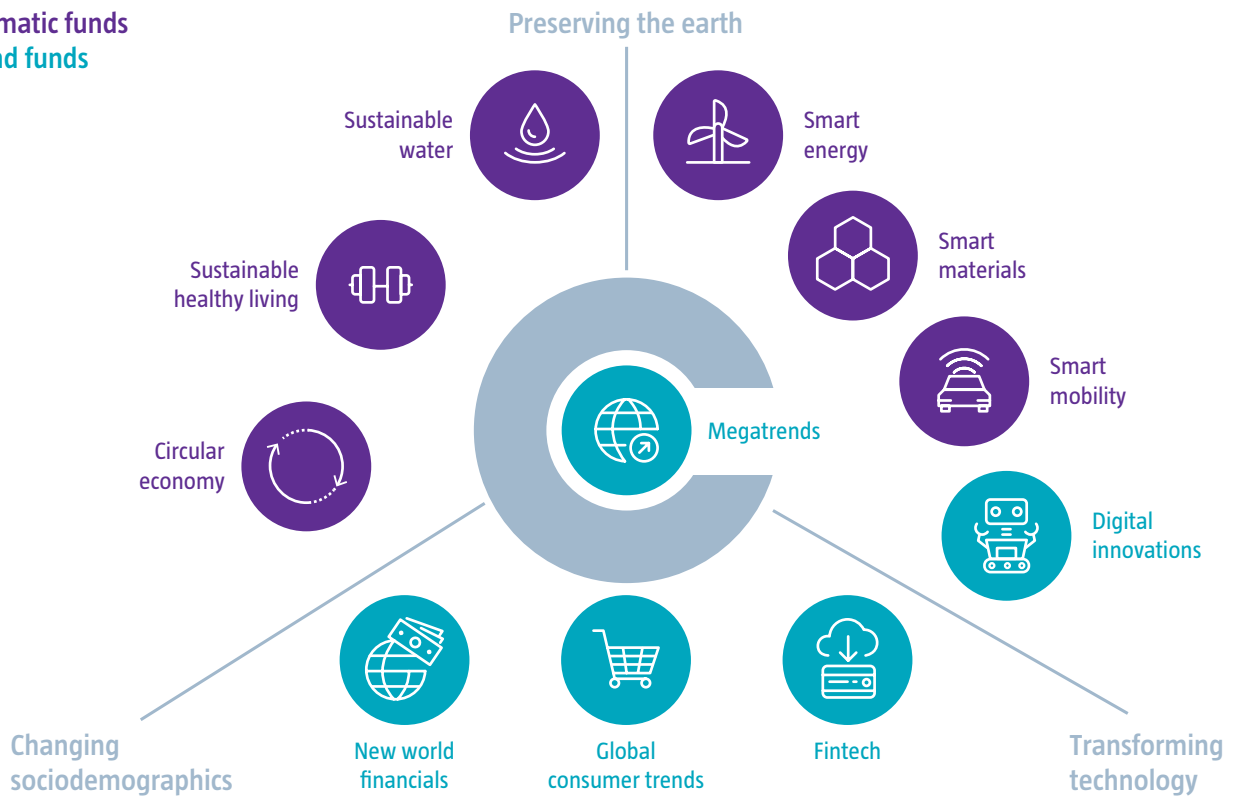 funds
funds
Preserving the earth
Sustainable
water
Smart
energy
Sustainable
healthy living
Smart
materials
Smart
mobility
Circular
economy
Megatrends
Digital
innovations
New world
financials
Global
consumer trends
Fintech
Changing
sociodemographics
Transforming
technology